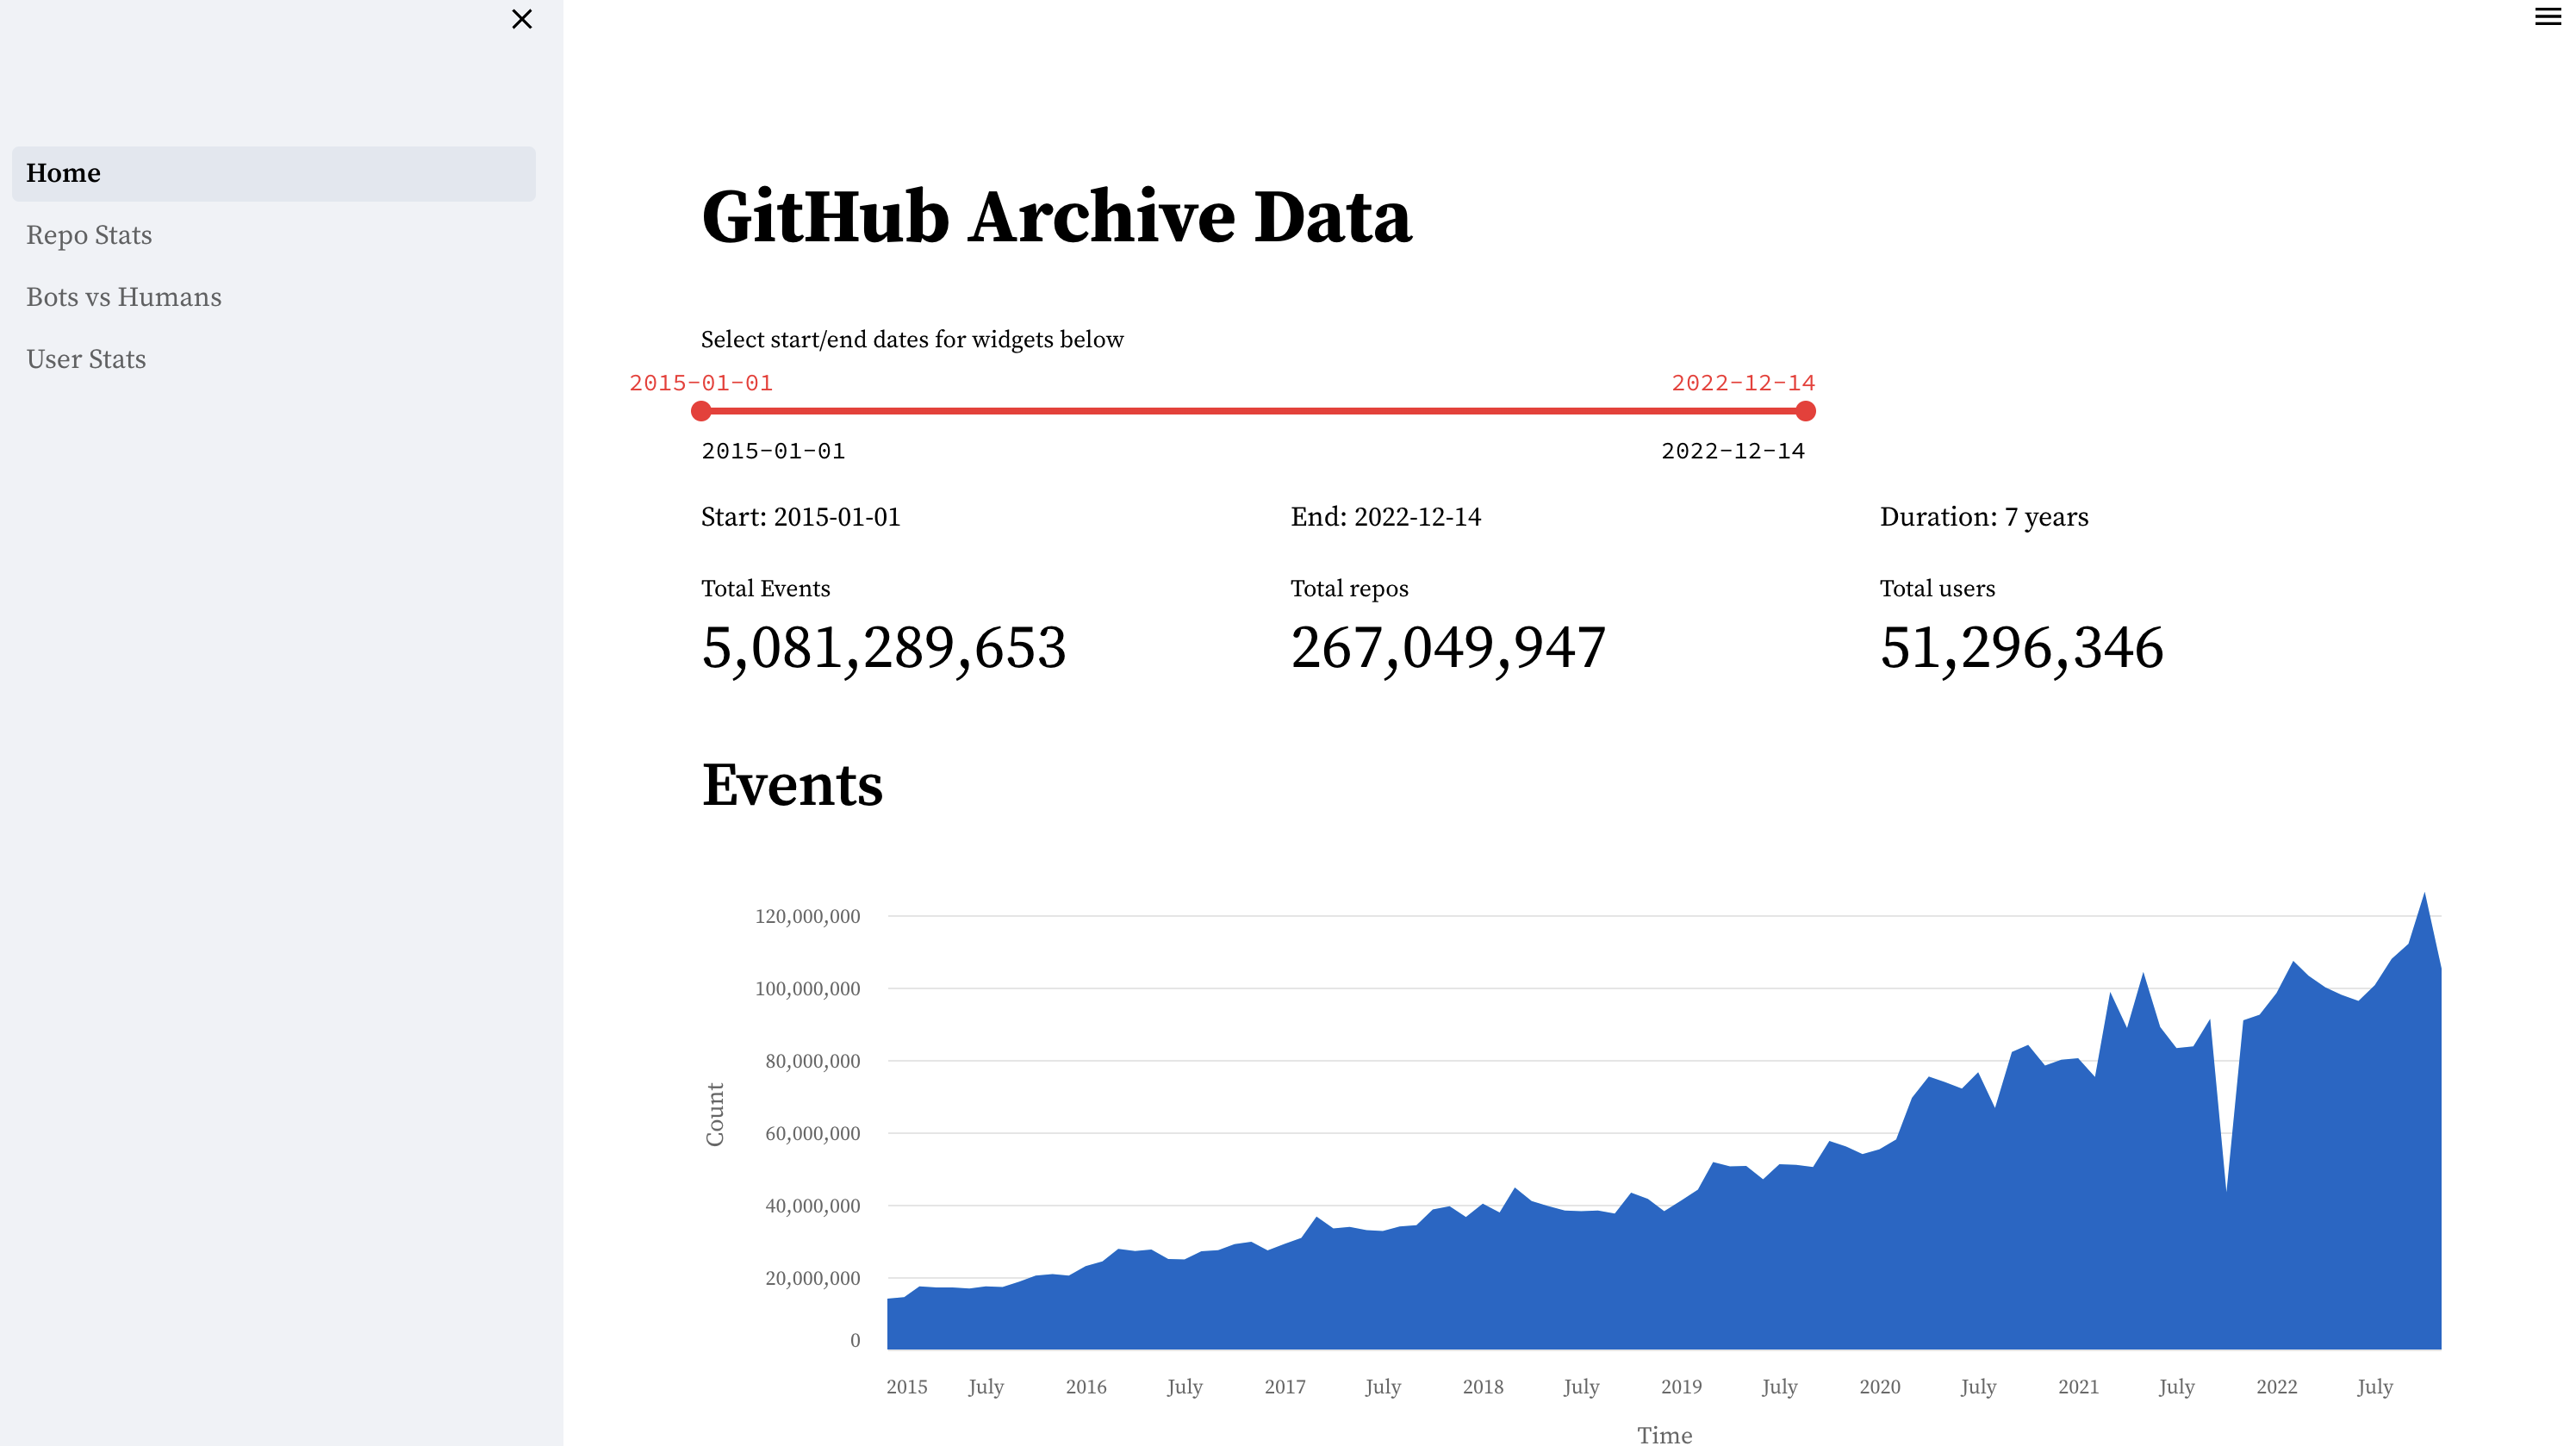 Home
Repo Stats
Bots vs Humans
User Stats
GitHub Archive Data
Select start/end dates for widgets below
2015-01-01 2022-12-14
2015-01-01 2022-12-14
Start: 2015-01-01 End: 2022-12-14 Duration: 7 years
Total Events Total repos Total users
5,081,289,653 267,049,947 51,296,346
Events
120,000,000
100,000,000
80,000,000
60,000,000
40,000,000
20,000,000
0
Count
2015 July 2016 July 2017 July 2018 July 2019 July 2020 July 2021 July 2022 July
Time